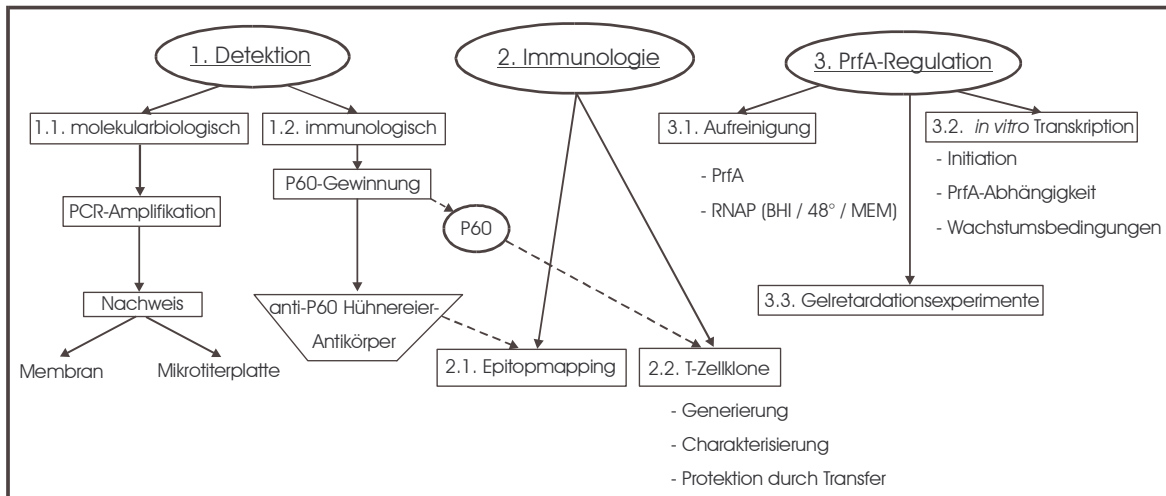 1. Detektion
1.1. molekularbiologisch
PCR-Amplifikation
Nachweis
Membran
Mikrotiterplatte
1.2. immunologisch
P60-Gewinnung
P60
anti-P60 Hühnereier-
Antikörper
2. Immunologie
2.1. Epitopmapping
2.2. T-Zellklone
- Generierung
- Charakterisierung
- Protektion durch Transfer
3. PrfA-Regulation
3.1. Aufreinigung
- PrfA
- RNAP (BHI / 48° / MEM)
3.2. in vitro Transkription
- Initiation
- PrfA-Abhängigkeit
- Wachstumsbedingungen
3.3. Gelretardationsexperimente